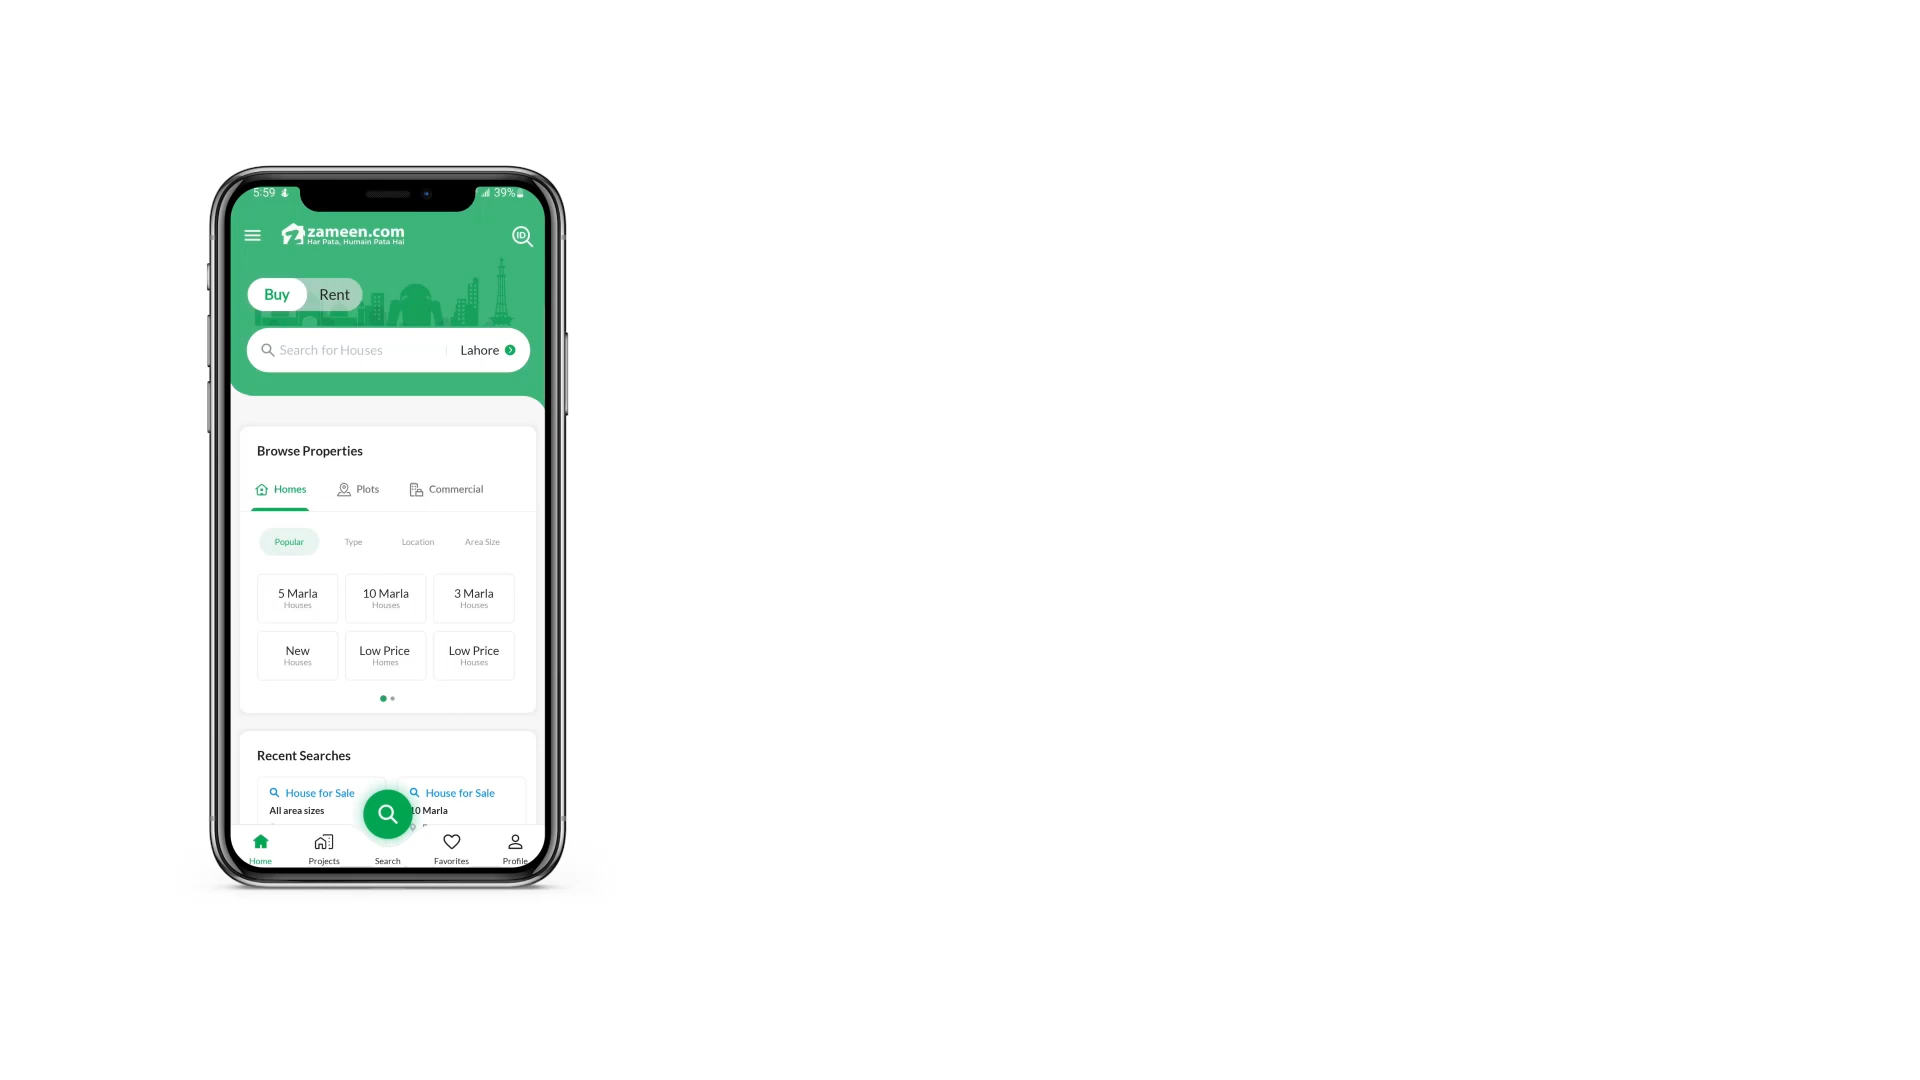 5:59
39%
zameen.com
Har Pata, Humain Pata Hai
ID
Buy Rent
Search for Houses Lahore
Browse Properties
Homes Plots Commercial
Popular Type Location Area Size
5 Marla 10 Marla 3 Marla
Houses Houses Houses
New Low Price Low Price
Houses Homes Houses
Recent Searches
House for Sale House for Sale
All area sizes 10 Marla
Home Projects Search Favorites Profile